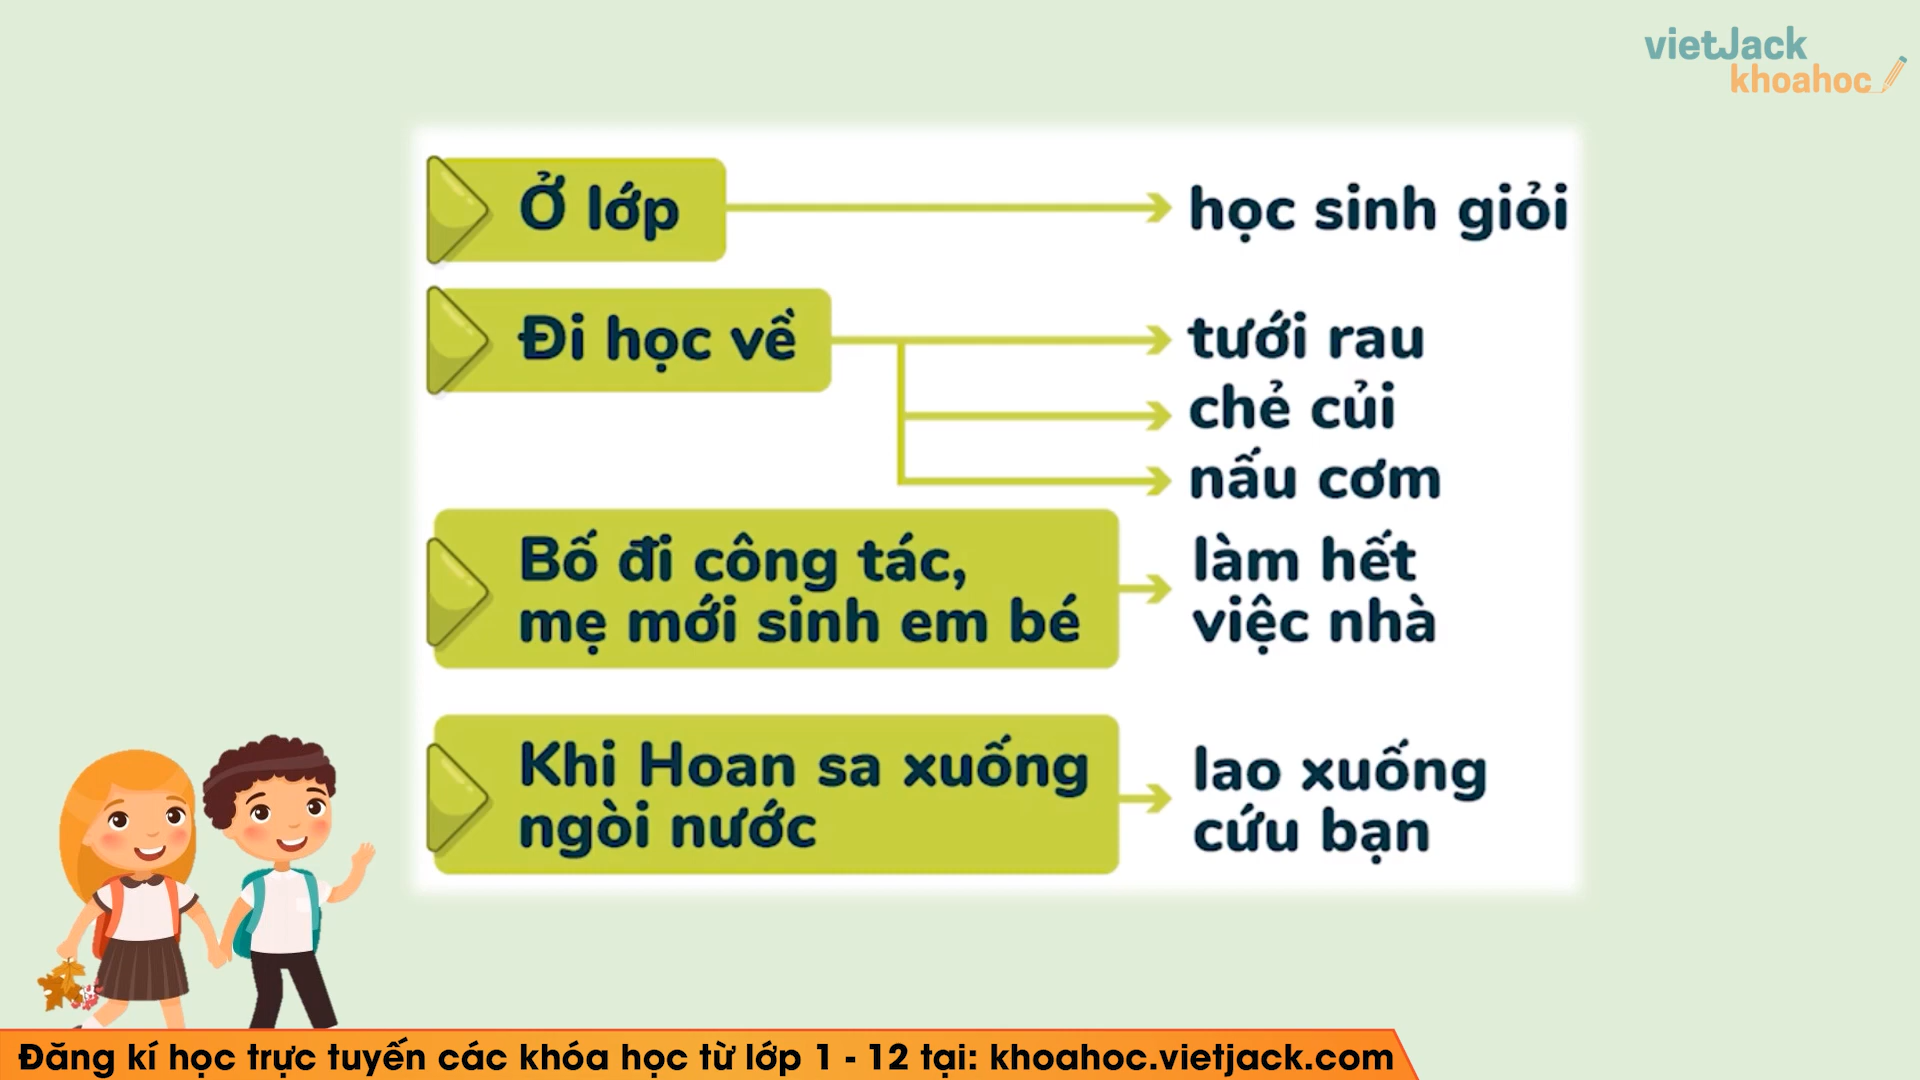 vietJack
khoahoc
Ở lớp
học sinh giỏi
Đi học về
tưới rau
chẻ củi
nấu cơm
Bố đi công tác,
mẹ mới sinh em bé
làm hết
việc nhà
Khi Hoan sa xuống
ngòi nước
lao xuống
cứu bạn
Đăng kí học trực tuyến các khóa học từ lớp 1 - 12 tại: khoahoc.vietjack.com